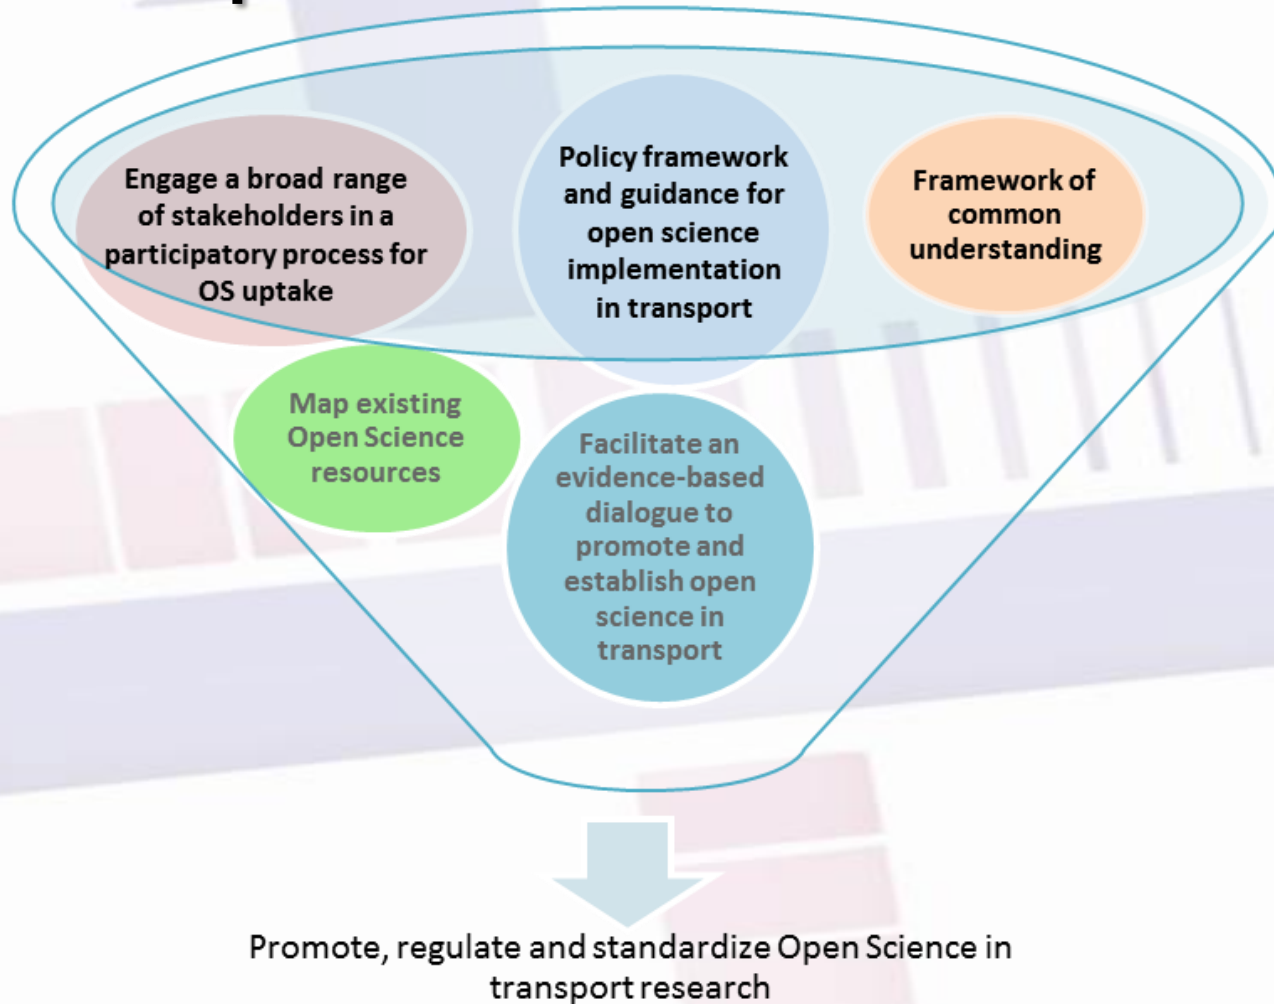 Engage a broad range
of stakeholders in a
participatory process for
OS uptake
Policy framework
and guidance for
open science
implementation
in transport
Framework of
common
understanding
Map existing
Open Science
resources
Facilitate an
evidence-based
dialogue to
promote and
establish open
science in
transport
Promote, regulate and standardize Open Science in
transport research